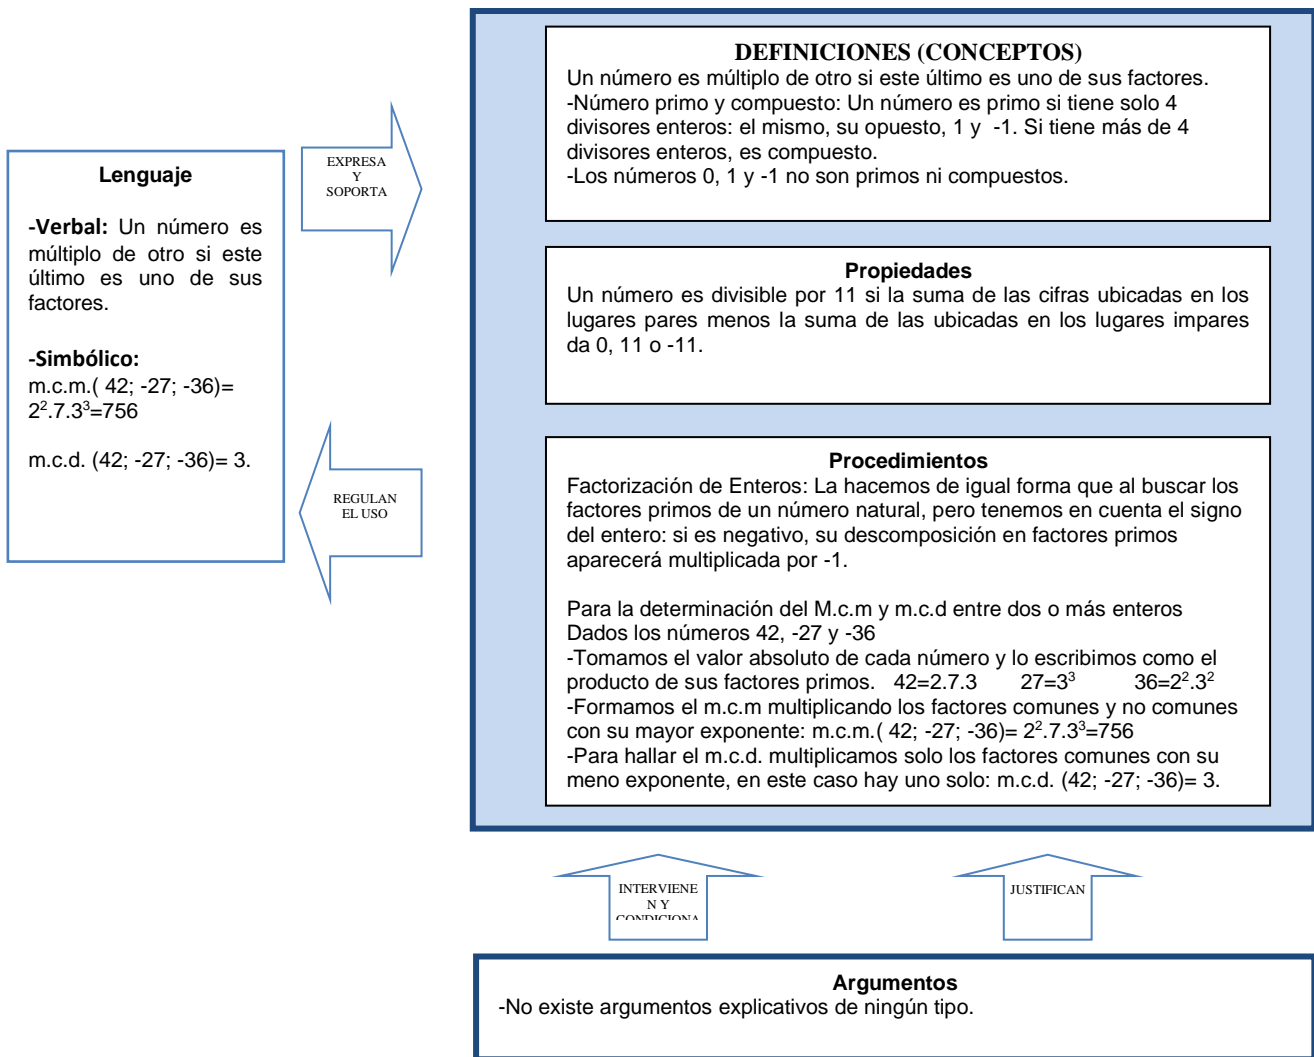 Lenguaje
-Verbal: Un número es
múltiplo de otro si este
último es uno de sus
factores.
-Simbólico:
m.c.m.( 42; -27; -36)=
2².7.3³=756
m.c.d. (42; -27; -36)= 3.
EXPRESA
Y
SOPORTA
REGULAN
EL USO
DEFINICIONES (CONCEPTOS)
Un número es múltiplo de otro si este último es uno de sus factores.
-Número primo y compuesto: Un número es primo si tiene solo 4
divisores enteros: el mismo, su opuesto, 1 y -1. Si tiene más de 4
divisores enteros, es compuesto.
-Los números 0, 1 y -1 no son primos ni compuestos.
Propiedades
Un número es divisible por 11 si la suma de las cifras ubicadas en los
lugares pares menos la suma de las ubicadas en los lugares impares
da 0, 11 o -11.
Procedimientos
Factorización de Enteros: La hacemos de igual forma que al buscar los
factores primos de un número natural, pero tenemos en cuenta el signo
del entero: si es negativo, su descomposición en factores primos
aparecerá multiplicada por -1.
Para la determinación del M.c.m y m.c.d entre dos o más enteros
Dados los números 42, -27 y -36
-Tomamos el valor absoluto de cada número y lo escribimos como el
producto de sus factores primos. 42=2.7.3 27=3³ 36=2².3²
-Formamos el m.c.m multiplicando los factores comunes y no comunes
con su mayor exponente: m.c.m.( 42; -27; -36)= 2².7.3³=756
-Para hallar el m.c.d. multiplicamos solo los factores comunes con su
meno exponente, en este caso hay uno solo: m.c.d. (42; -27; -36)= 3.
INTERVIENE
N Y
CONDICIONA
JUSTIFICAN
Argumentos
-No existe argumentos explicativos de ningún tipo.